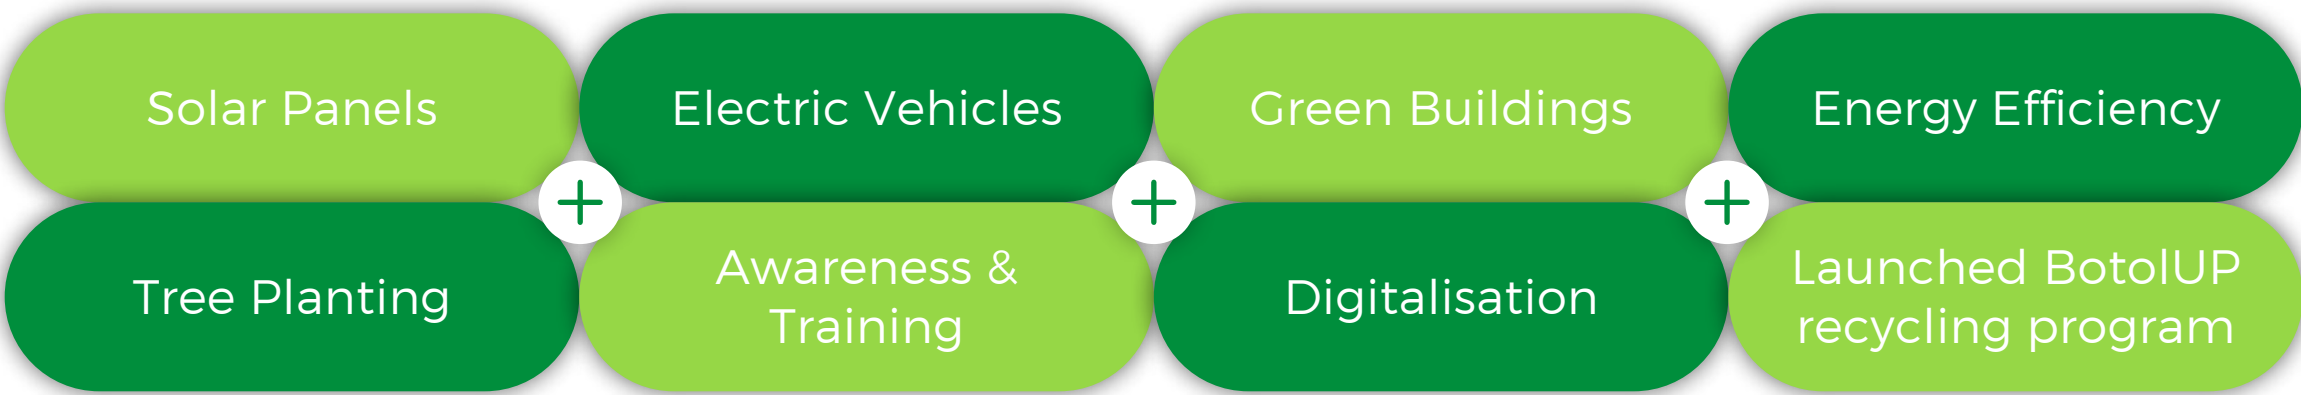 Solar Panels
Electric Vehicles
Green Buildings
Energy Efficiency
Tree Planting
Awareness &
Training
Digitalisation
Launched BotolUP
recycling program